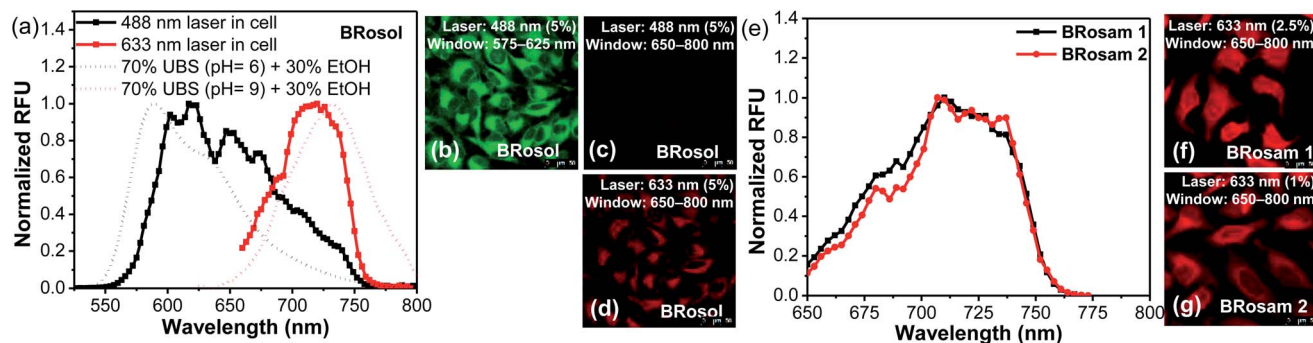 (a)
488 nm laser in cell
BRosol
633 nm laser in cell
70% UBS (pH= 6) + 30% EtOH
70% UBS (pH= 9) + 30% EtOH
Normalized RFU
1.4
1.2
1.0
0.8
0.6
0.4
0.2
0.0
550
600
650
700
750
800
Wavelength (nm)
Laser: 488 nm (5%)
Window: 575–625 nm
(b)
BRosol
Laser: 488 nm (5%)
Window: 650–800 nm
(c)
BRosol
Laser: 633 nm (5%)
Window: 650–800 nm
(d)
BRosol
(e)
BRosam 1
BRosam 2
Normalized RFU
1.4
1.2
1.0
0.8
0.6
0.4
0.2
0.0
650
675
700
725
750
775
800
Wavelength (nm)
Laser: 633 nm (2.5%)
Window: 650–800 nm
(f)
BRosam 1
Laser: 633 nm (1%)
Window: 650–800 nm
(g)
BRosam 2